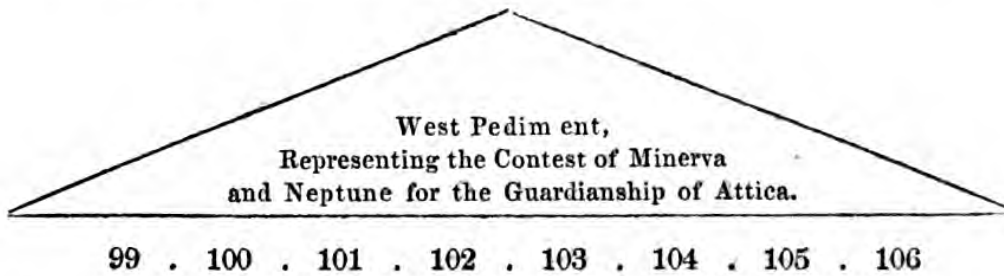 West Pedim ent,
Representing the Contest of Minerva
and Neptune for the Guardianship of Attica.
99 . 100 . 101 . 102 . 103 . 104 . 105 . 106